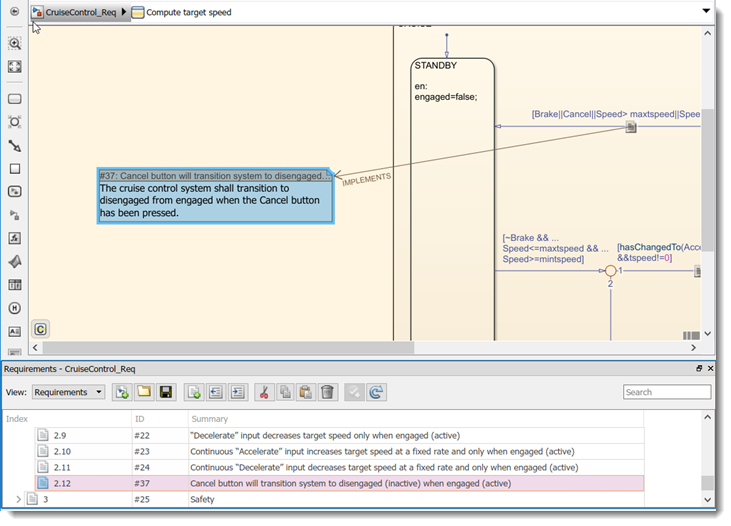 CruiseControl_Req ▶ Compute target speed
STANDBY
en:
engaged=false;
[Brake||Cancel||Speed> maxtspeed||Spee
#37: Cancel button will transition system to disengaged...
The cruise control system shall transition to
disengaged from engaged when the Cancel button
has been pressed.
IMPLEMENTS
[~Brake && ...
Speed<=maxtspeed && ...
Speed>=mintspeed]
[hasChangedTo(Acc
&&tspeed!=0]
1
2
Requirements - CruiseControl_Req
View: Requirements
Search
Index ID Summary
2.9 #22 "Decelerate" input decreases target speed only when engaged (active)
2.10 #23 Continuous "Accelerate" input increases target speed at a fixed rate and only when engaged (active)
2.11 #24 Continuous "Decelerate" input decreases target speed at a fixed rate and only when engaged (active)
2.12 #37 Cancel button will transition system to disengaged (inactive) when engaged (active)
3 #25 Safety